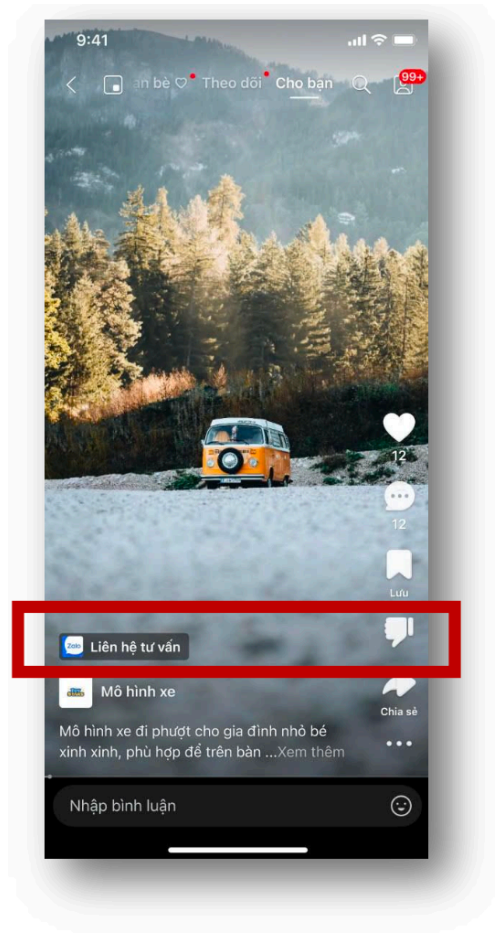 9:41
an bè ♡ Theo dõi Cho bạn 99+
12
12
Lưu
Zalo Liên hệ tư vấn
Mô hình xe
Chia sẻ
Mô hình xe đi phượt cho gia đình nhỏ bé
xinh xinh, phù hợp để trên bàn ...Xem thêm
Nhập bình luận